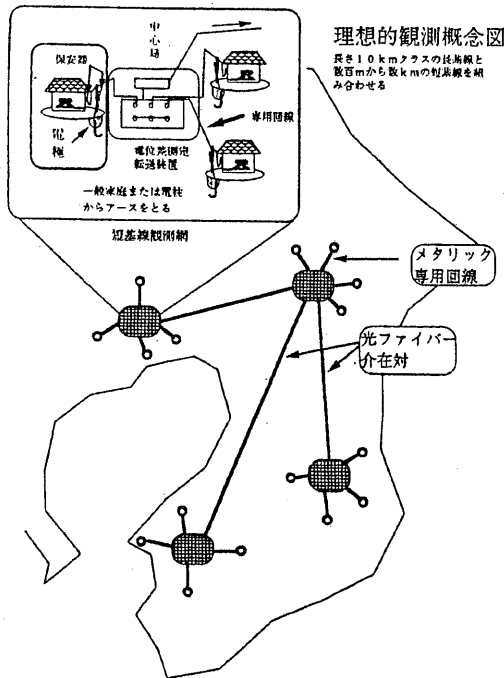 理想的観測概念図
長さ10kmクラスの長基線と
数百mから数kmの短基線を組
み合わせる
中心局
保安器
電極
専用回線
電位差測定
転送装置
一般家庭または電柱
からアースをとる
短基線観測網
メタリック
専用回線
光ファイバー
介在対